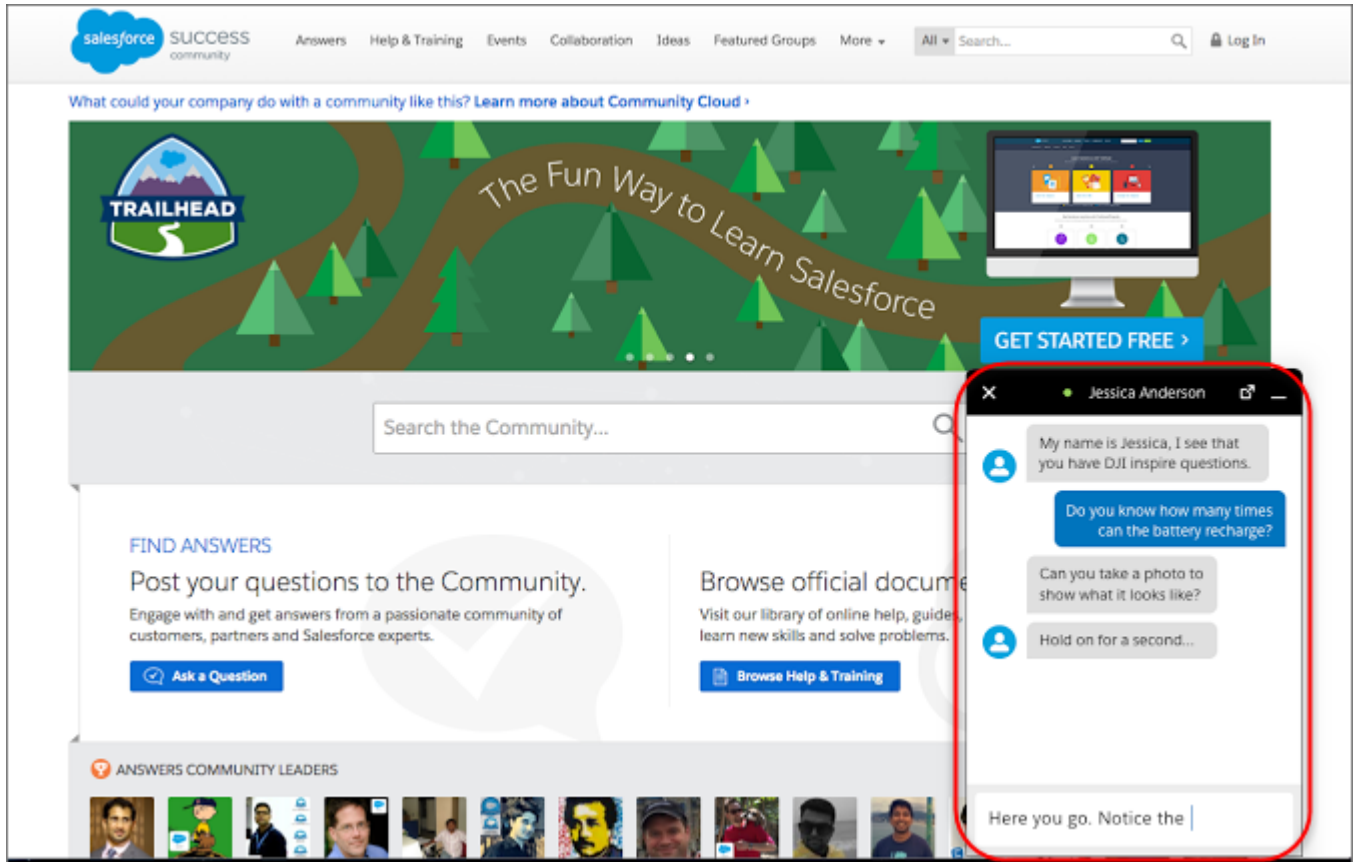 salesforce
success
community
Answers Help & Training Events Collaboration Ideas Featured Groups More All Search... Log In
What could your company do with a community like this? Learn more about Community Cloud ›
TRAILHEAD
The Fun Way to Learn Salesforce
GET STARTED FREE >
Search the Community...
FIND ANSWERS
Post your questions to the Community.
Engage with and get answers from a passionate community of
customers, partners and Salesforce experts.
Ask a Question
Browse official docume
Visit our library of online help, guides,
learn new skills and solve problems.
Browse Help & Training
ANSWERS COMMUNITY LEADERS
Jessica Anderson
My name is Jessica, I see that
you have DJI inspire questions.
Do you know how many times
can the battery recharge?
Can you take a photo to
show what it looks like?
Hold on for a second...
Here you go. Notice the